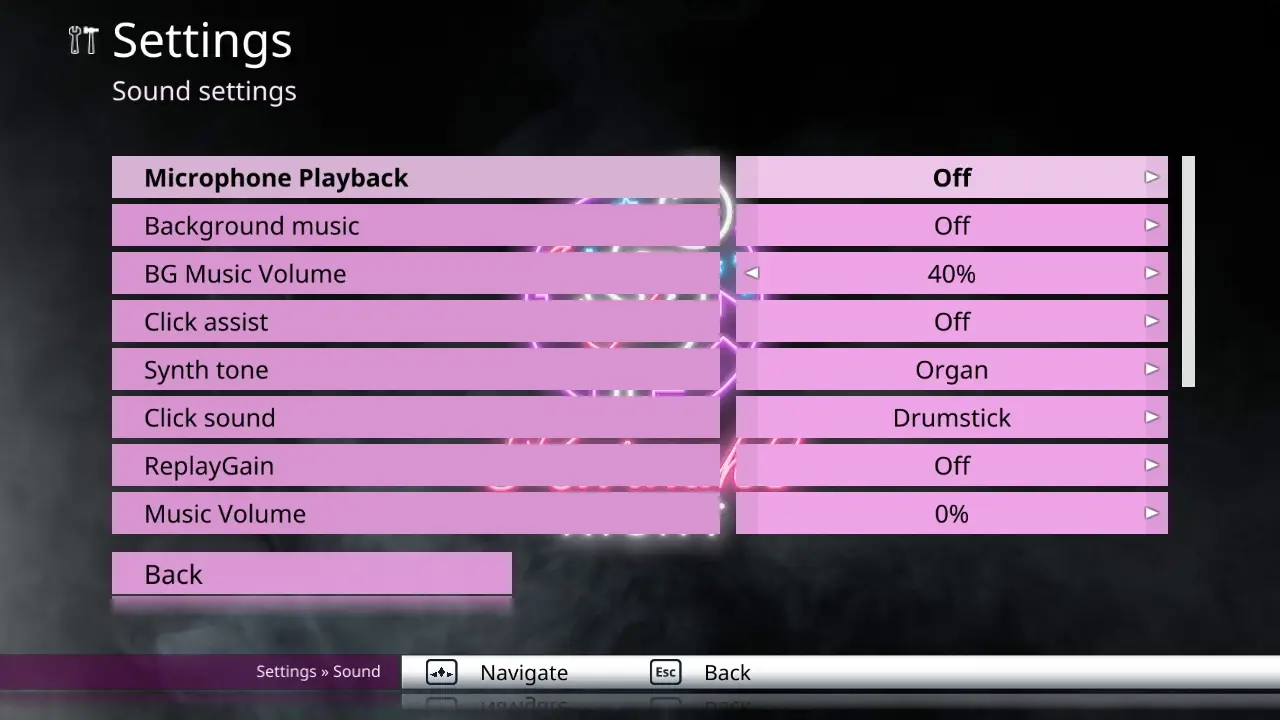 Settings
Sound settings
Microphone Playback Off
Background music Off
BG Music Volume 40%
Click assist Off
Synth tone Organ
Click sound Drumstick
ReplayGain Off
Music Volume 0%
Back
Settings » Sound Navigate Esc Back